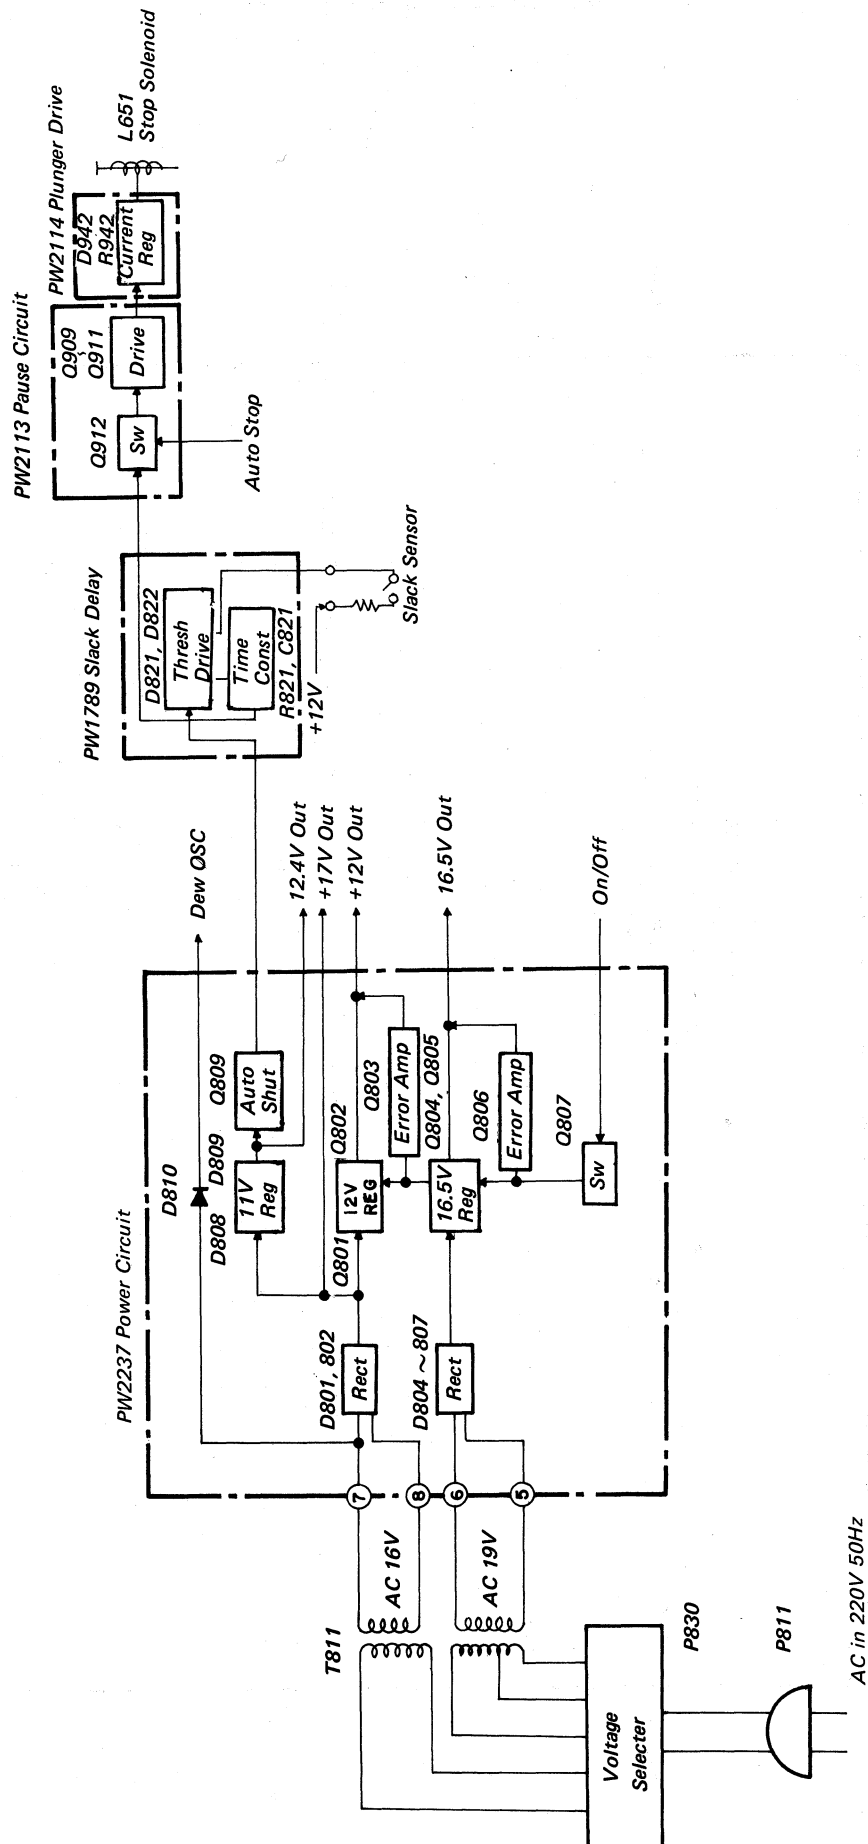 PW2237 Power Circuit
PW1789 Slack Delay
PW2113 Pause Circuit
PW2114 Plunger Drive
AC in 220V 50Hz
P811
P830
Voltage
Selecter
T811
AC 16V
AC 19V
7
8
6
5
D801, 802
Rect
D804 ~ 807
Rect
D810
Dew OSC
D808
D809
11V
Reg
Q809
Auto
Shut
12.4V Out
+17V Out
Q801
Q802
12V
REG
+12V Out
Q803
Error Amp
Q804, Q805
16.5V
Reg
16.5V Out
Q806
Error Amp
Q807
Sw
On/Off
D821, D822
Thresh
Drive
Time
Const
R821, C821
+12V
Slack Sensor
Q912
Sw
Auto Stop
Q909
~
Q911
Drive
D942
R942
Current
Reg
L651
Stop Solenoid